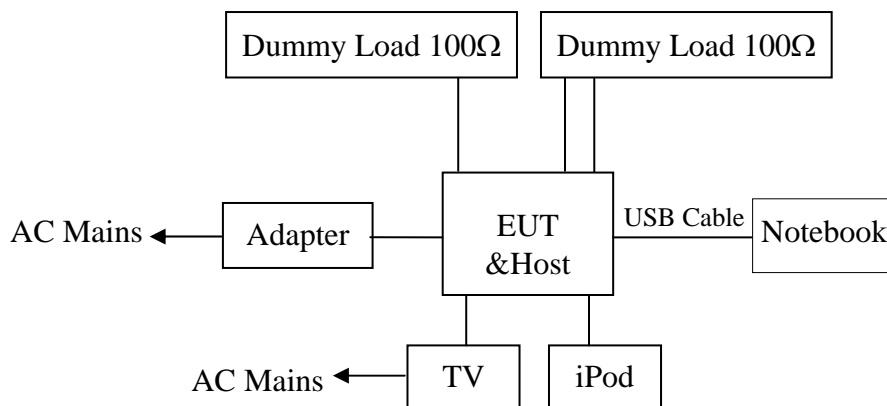 Dummy Load 100Ω
Dummy Load 100Ω
AC Mains
Adapter
EUT
&Host
USB Cable
Notebook
AC Mains
TV
iPod